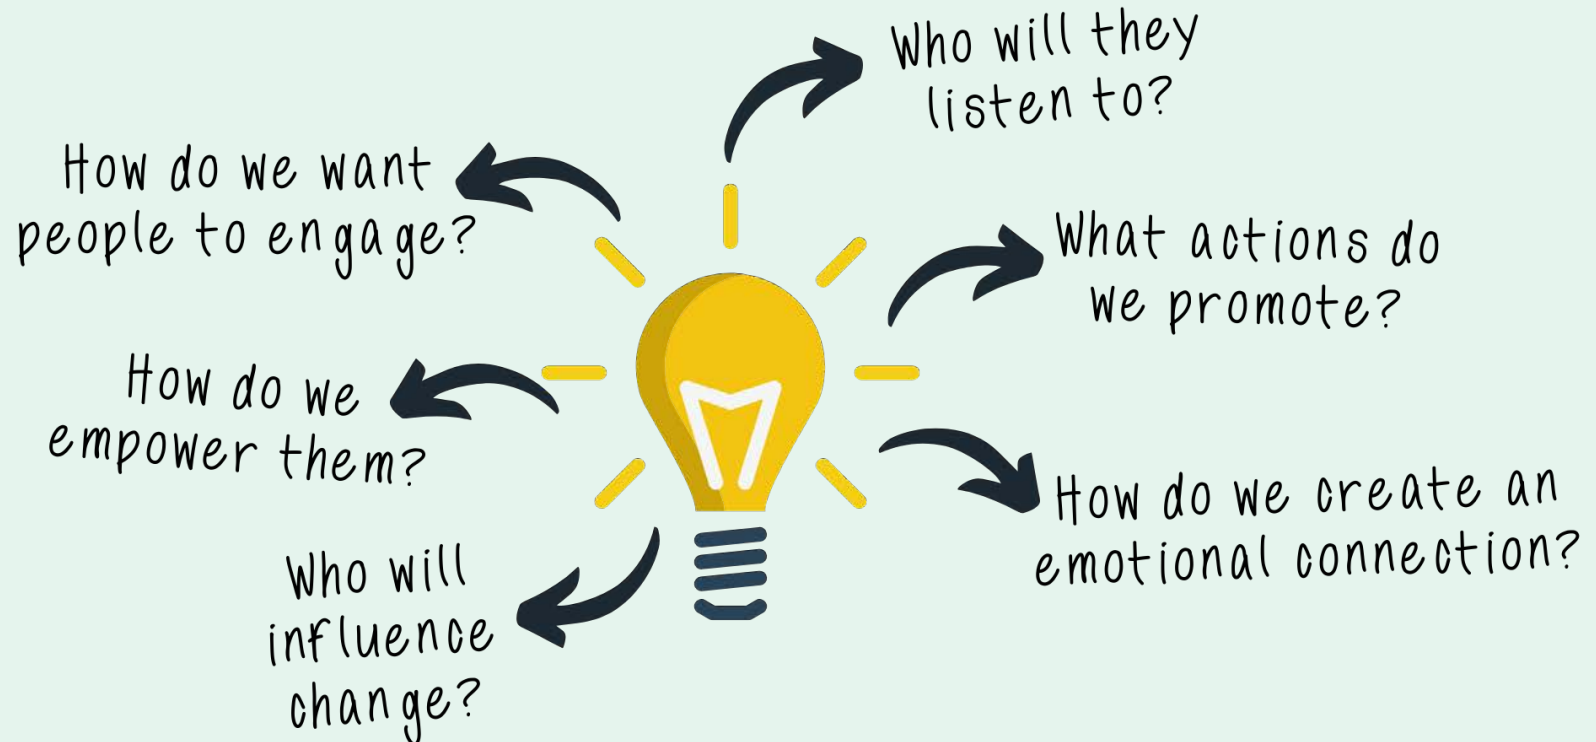 Who will they
listen to?
How do we want
people to engage?
What actions do
we promote?
How do we
empower them?
How do we create an
emotional connection?
Who will
influence
change?